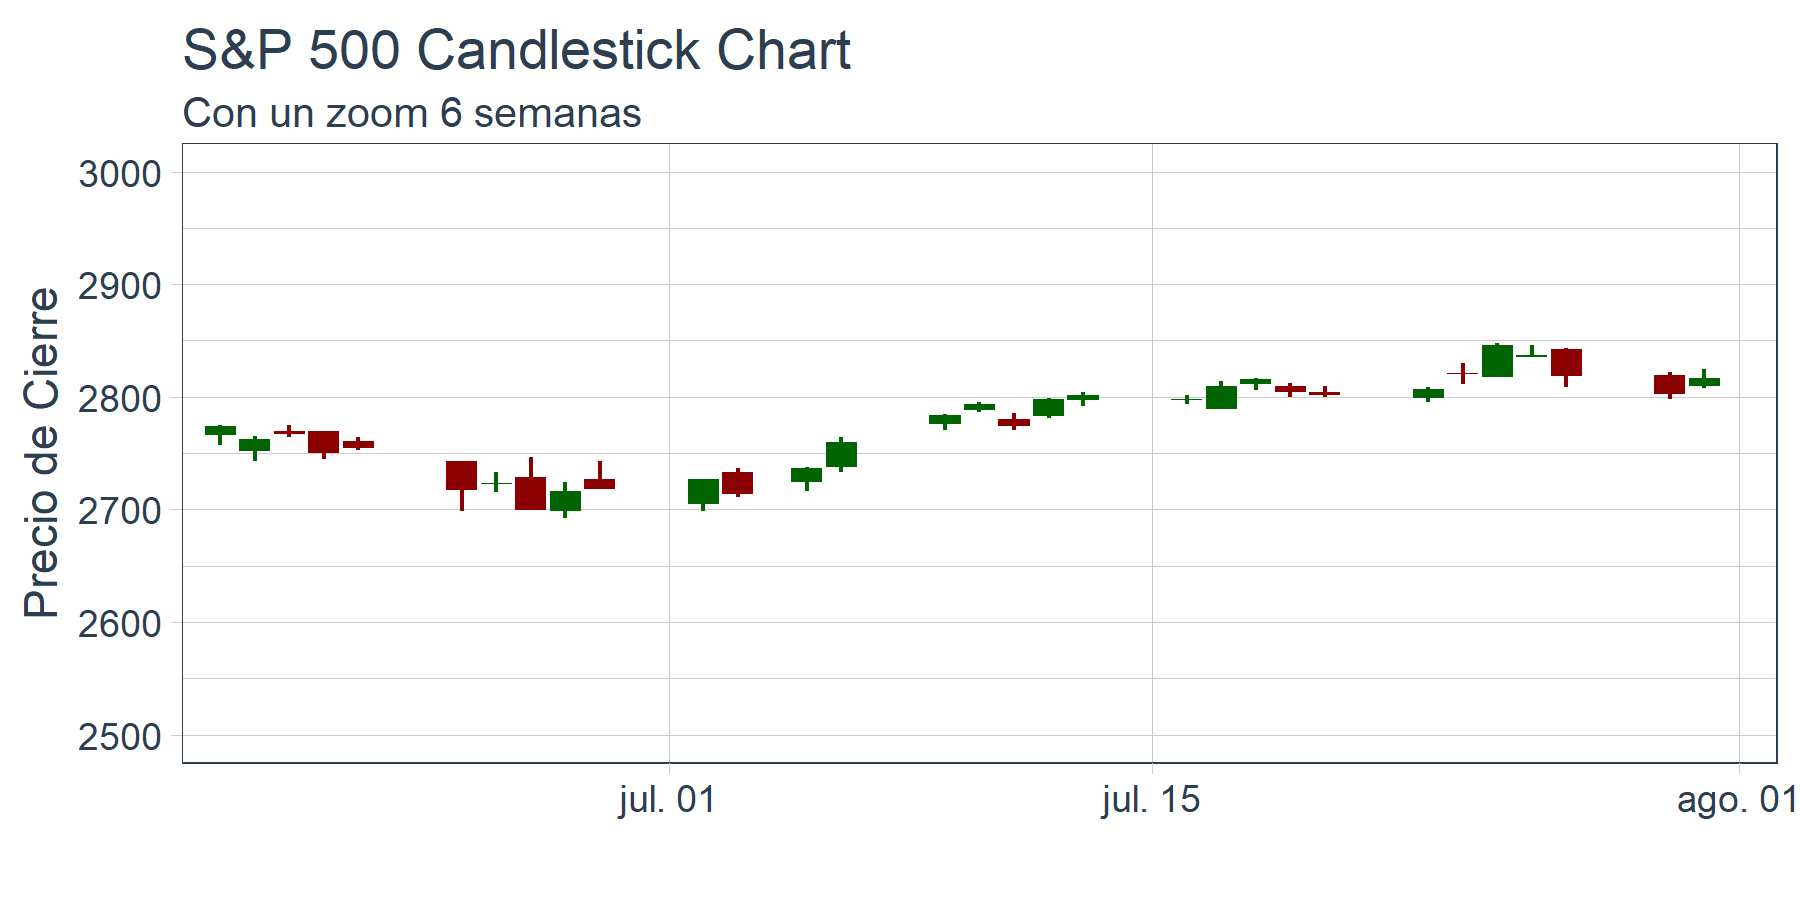 S&P 500 Candlestick Chart
Con un zoom 6 semanas
Precio de Cierre
3000
2900
2800
2700
2600
2500
jul. 01
jul. 15
ago. 01